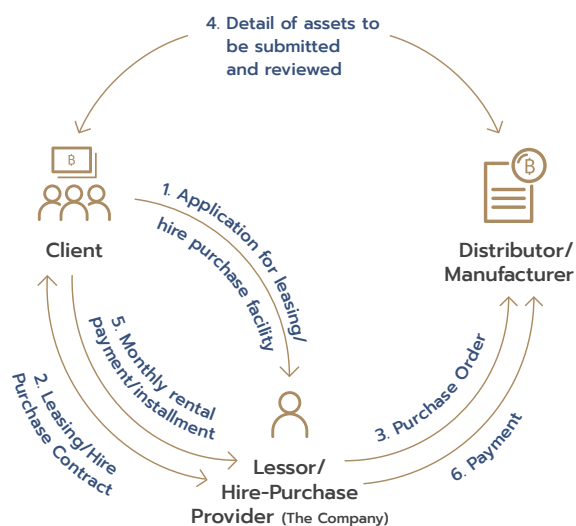 4. Detail of assets to
be submitted
and reviewed
฿
฿
Client
Distributor/
Manufacturer
1. Application for leasing/
hire purchase facility
5. Monthly rental
payment/installment
2. Leasing/Hire
Purchase Contract
3. Purchase Order
6. Payment
Lessor/
Hire-Purchase
Provider (The Company)